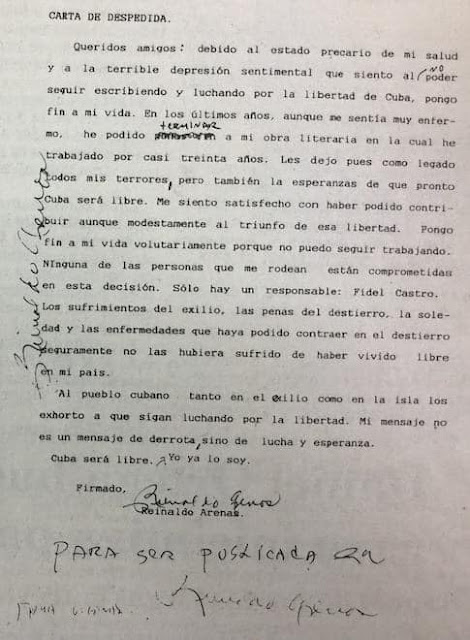 CARTA DE DESPEDIDA.
Queridos amigos: debido al estado precario de mi salud
y a la terrible depresión sentimental que siento al NO poder
seguir escribiendo y luchando por la libertad de Cuba, pongo
fin a mi vida. En los últimos años, aunque me sentía muy enfer-
mo, he podido TERMINAR a mi obra literaria en la cual he
trabajado por casi treinta años. Les dejo pues como legado
todos mis terrores, pero también la esperanzas de que pronto
Cuba será libre. Me siento satisfecho con haber podido contri-
buir aunque modestamente al triunfo de esa libertad. Pongo
fin a mi vida volutariamente porque no puedo seguir trabajando.
NInguna de las personas que me rodean están comprometidas
en esta decisión. Sólo hay un responsable: Fidel Castro.
Los sufrimientos del exilio, las penas del destierro, la sole-
dad y las enfermedades que haya podido contraer en el destierro
seguramente no las hubiera sufrido de haber vivido libre
en mi país.
Al pueblo cubano tanto en el exilio como en la isla los
exhorto a que sigan luchando por la libertad. Mi mensaje no
es un mensaje de derrota, sino de lucha y esperanza.
Cuba será libre. Yo ya lo soy.
Firmado,
Reinaldo Arenas
Reinaldo Arenas.
PARA SER PUBLICADA
Reinaldo Arenas
Reinaldo Arenas